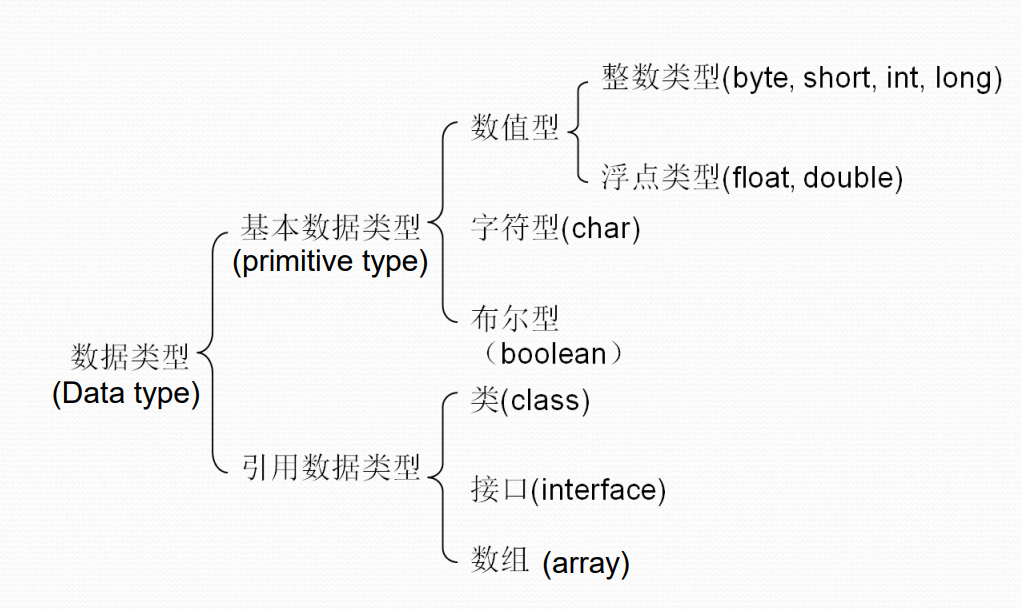 整数类型(byte, short, int, long)
数值型
浮点类型(float, double)
基本数据类型
(primitive type)
字符型(char)
布尔型
（boolean）
数据类型
(Data type)
类(class)
引用数据类型
接口(interface)
数组 (array)